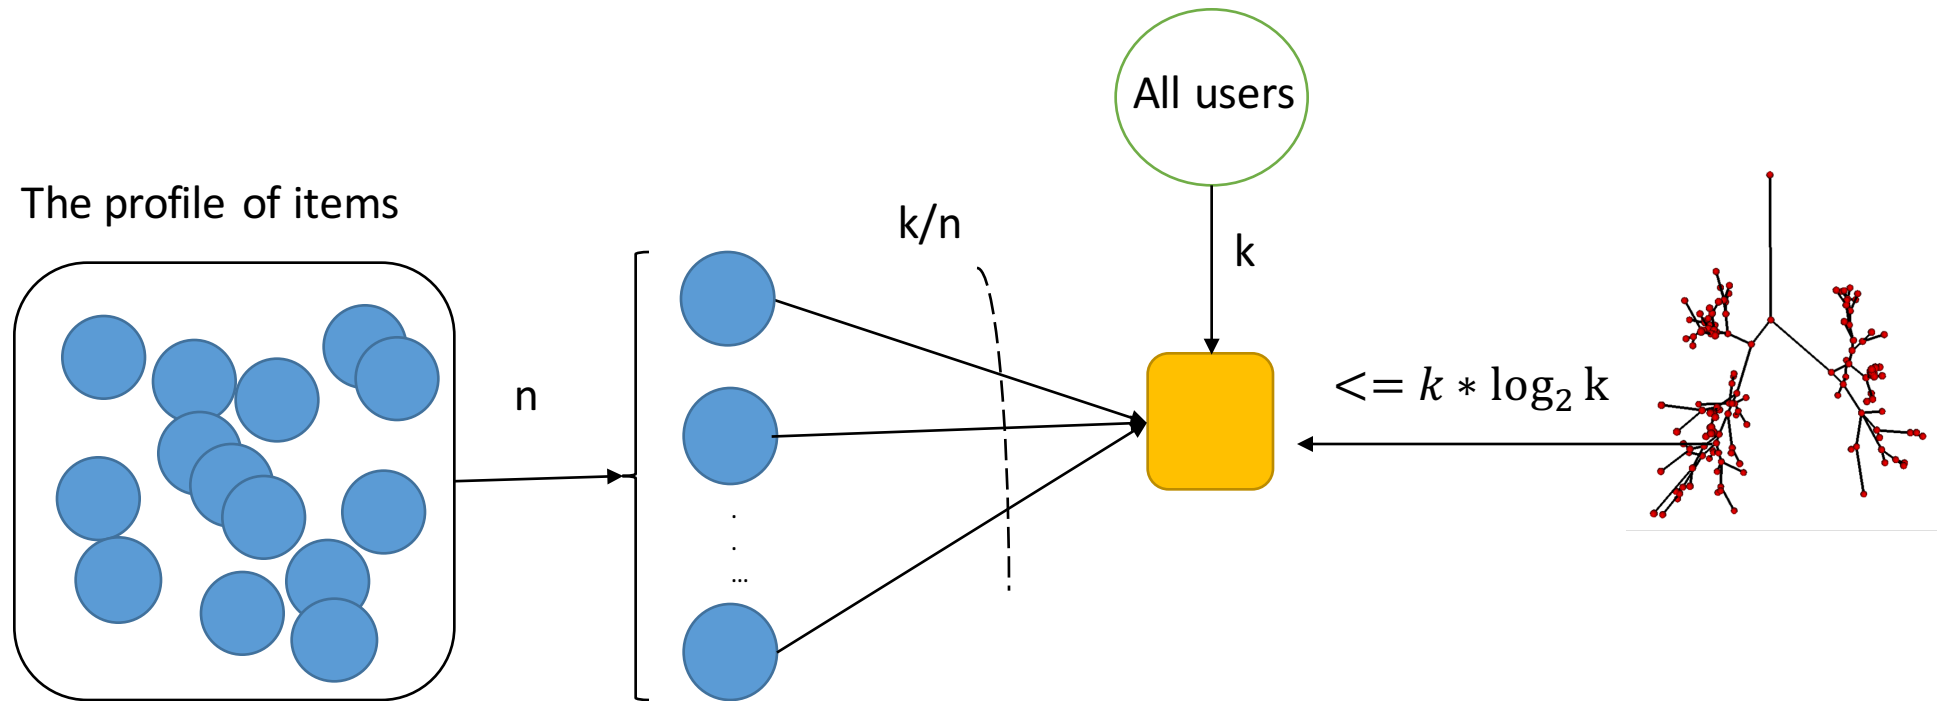 All users
The profile of items
k/n
k
n
<= k ∗ log₂ k
.
.
...